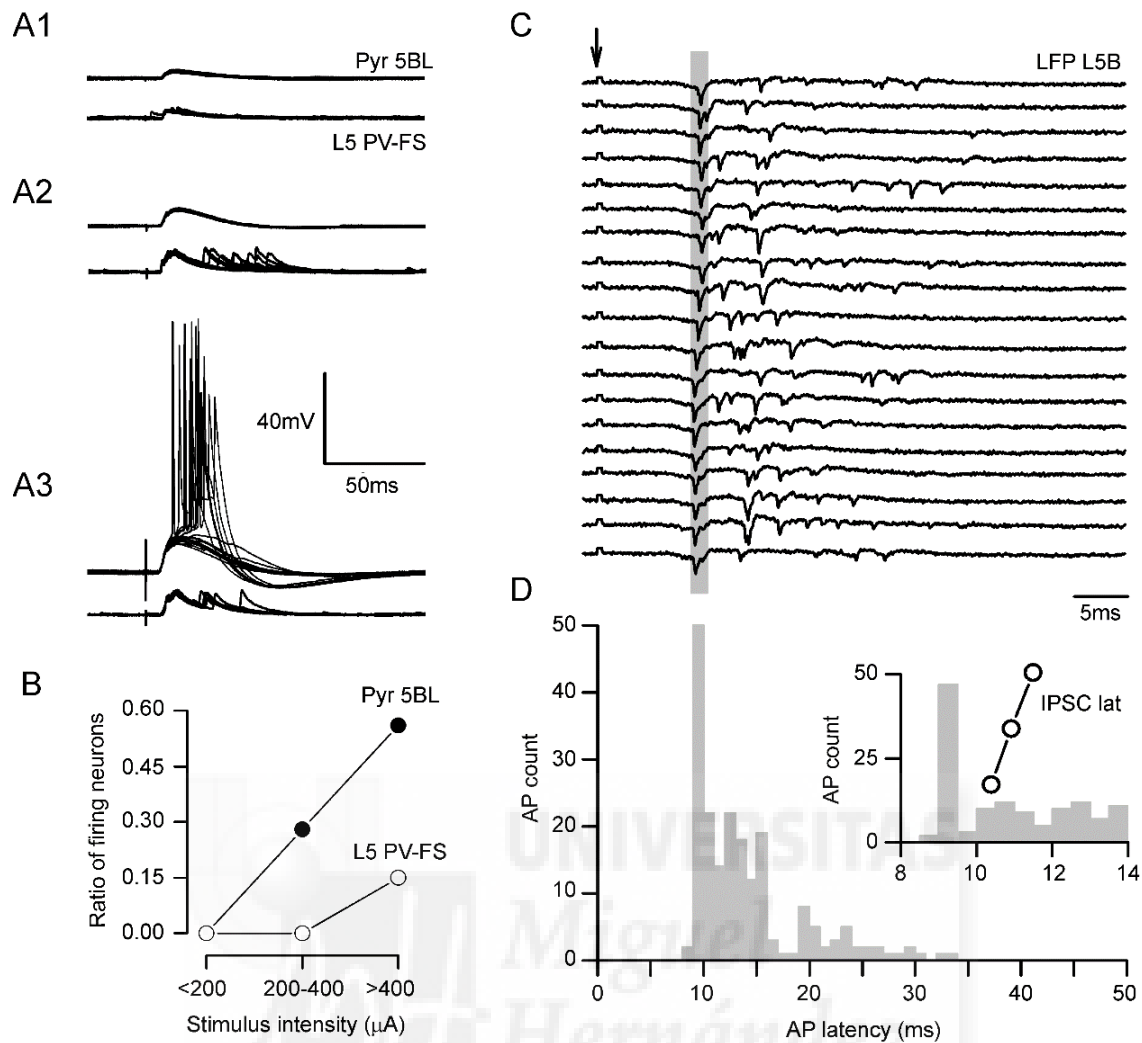 A1
Pyr 5BL
L5 PV-FS
A2
40mV
50ms
A3
B
Pyr 5BL
L5 PV-FS
0.60
0.45
0.30
0.15
0.00
Ratio of firing neurons
<200
200-400
>400
Stimulus intensity (µA)
C
LFP L5B
5ms
D
50
40
30
20
10
0
AP count
0
10
20
30
40
50
AP latency (ms)
50
25
0
AP count
IPSC lat
8
10
12
14
UNIVERSITAS
Miguel
Hernández